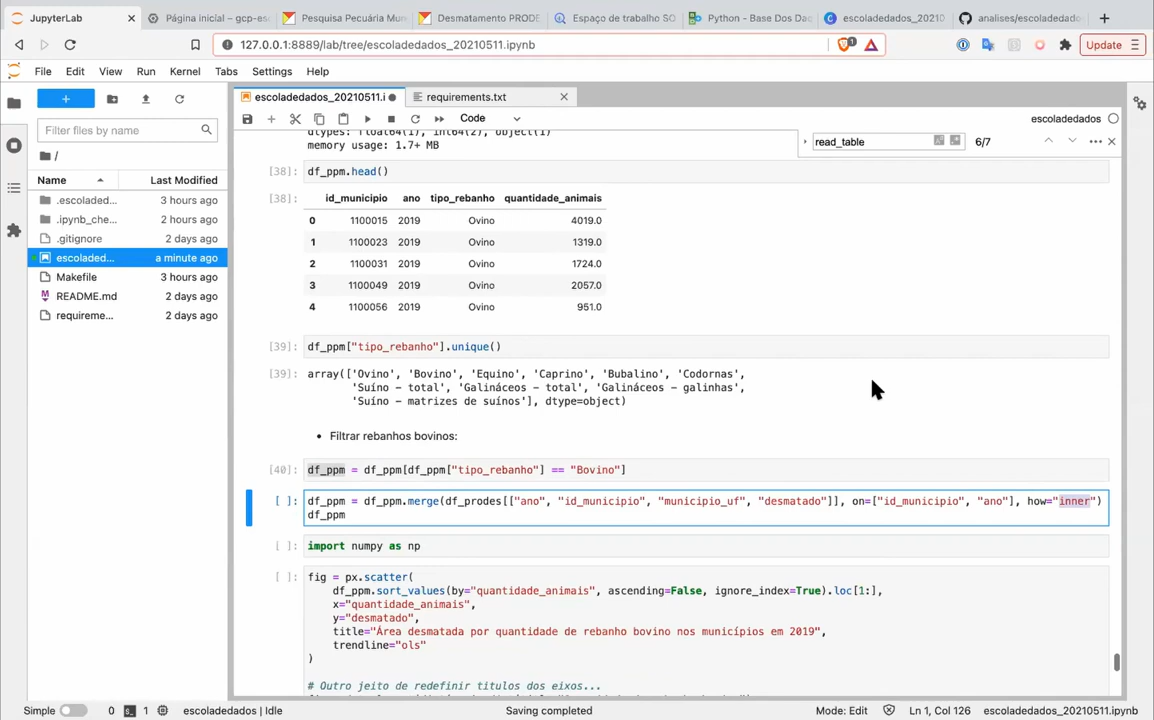 JupyterLab
Página inicial – gcp-es
Pesquisa Pecuária Mun
Desmatamento PRODE
Espaço de trabalho SQ
Python - Base Dos Dad
escoladedados_20210
analises/escoladedado
127.0.0.1:8889/lab/tree/escoladedados_20210511.ipynb
Update
File Edit View Run Kernel Tabs Settings Help
escoladedados_20210511.i
requirements.txt
Filter files by name
Code
escoladedados
/
Name Last Modified
.escoladed... 3 hours ago
.ipynb_che... 2 hours ago
.gitignore 2 days ago
escoladed... a minute ago
Makefile 3 hours ago
README.md 2 days ago
requireme... 2 days ago
read_table 6/7
dtypes: float64(1), int64(2), object(1)
memory usage: 1.7+ MB
[38]: df_ppm.head()
[38]: id_municipio ano tipo_rebanho quantidade_animais
0 1100015 2019 Ovino 4019.0
1 1100023 2019 Ovino 1319.0
2 1100031 2019 Ovino 1724.0
3 1100049 2019 Ovino 2057.0
4 1100056 2019 Ovino 951.0
[39]: df_ppm["tipo_rebanho"].unique()
[39]: array(['Ovino', 'Bovino', 'Equino', 'Caprino', 'Bubalino', 'Codornas',
'Suíno - total', 'Galináceos - total', 'Galináceos - galinhas',
'Suíno - matrizes de suínos'], dtype=object)
• Filtrar rebanhos bovinos:
[40]: df_ppm = df_ppm[df_ppm["tipo_rebanho"] == "Bovino"]
[ ]: df_ppm = df_ppm.merge(df_prodes[["ano", "id_municipio", "municipio_uf", "desmatado"]], on=["id_municipio", "ano"], how="inner")
df_ppm
[ ]: import numpy as np
[ ]: fig = px.scatter(
df_ppm.sort_values(by="quantidade_animais", ascending=False, ignore_index=True).loc[1:],
x="quantidade_animais",
y="desmatado",
title="Área desmatada por quantidade de rebanho bovino nos municípios em 2019",
trendline="ols"
)
# Outro jeito de redefinir titulos dos eixos...
Simple 0 1 escoladedados | Idle Saving completed Mode: Edit Ln 1, Col 126 escoladedados_20210511.ipynb